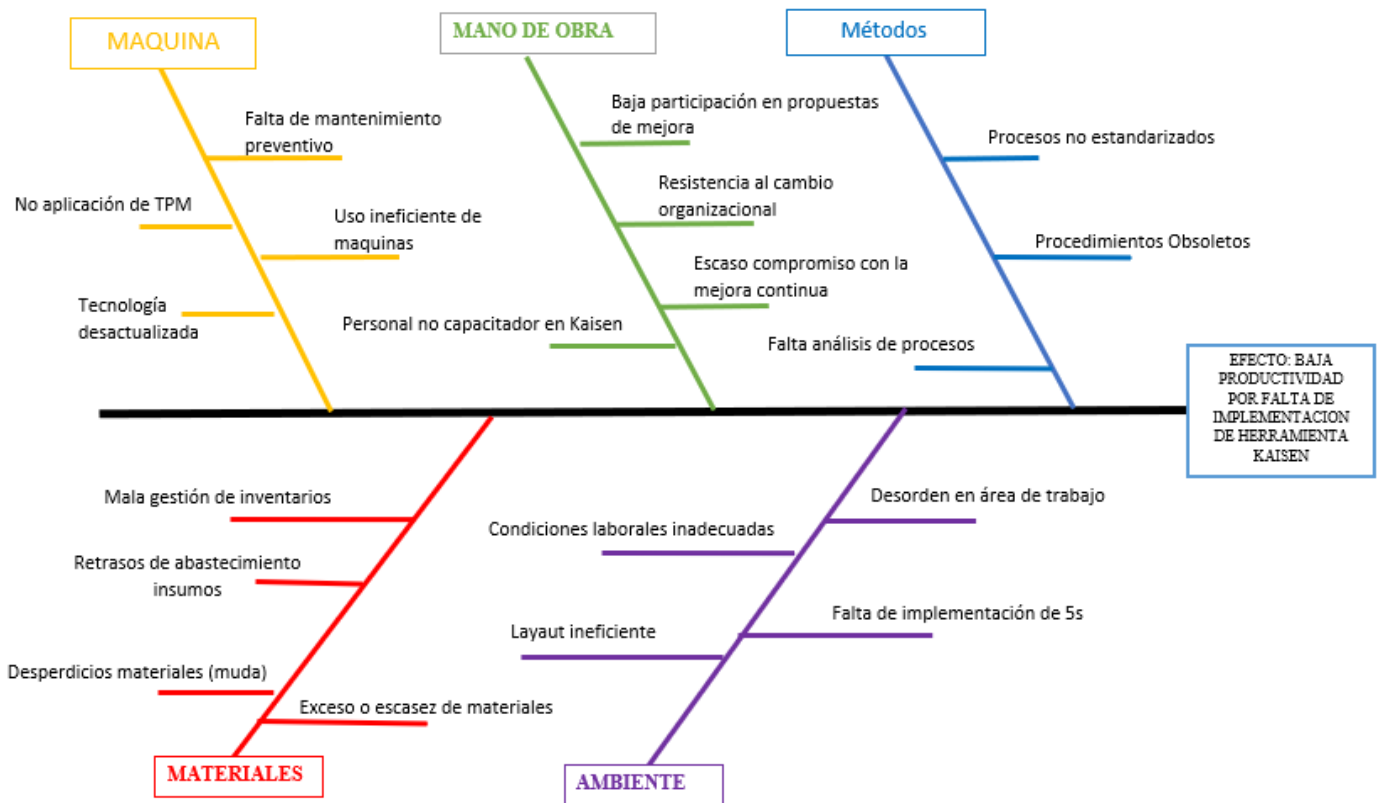 MAQUINA
MANO DE OBRA
Métodos
Falta de mantenimiento
preventivo
No aplicación de TPM
Uso ineficiente de
maquinas
Tecnología
desactualizada
Baja participación en propuestas
de mejora
Resistencia al cambio
organizacional
Escaso compromiso con la
mejora continua
Personal no capacitador en Kaisen
Procesos no estandarizados
Procedimientos Obsoletos
Falta análisis de procesos
EFECTO: BAJA
PRODUCTIVIDAD
POR FALTA DE
IMPLEMENTACION
DE HERRAMIENTA
KAISEN
Mala gestión de inventarios
Retrasos de abastecimiento
insumos
Desperdicios materiales (muda)
Exceso o escasez de materiales
Desorden en área de trabajo
Condiciones laborales inadecuadas
Falta de implementación de 5s
Layaut ineficiente
MATERIALES
AMBIENTE